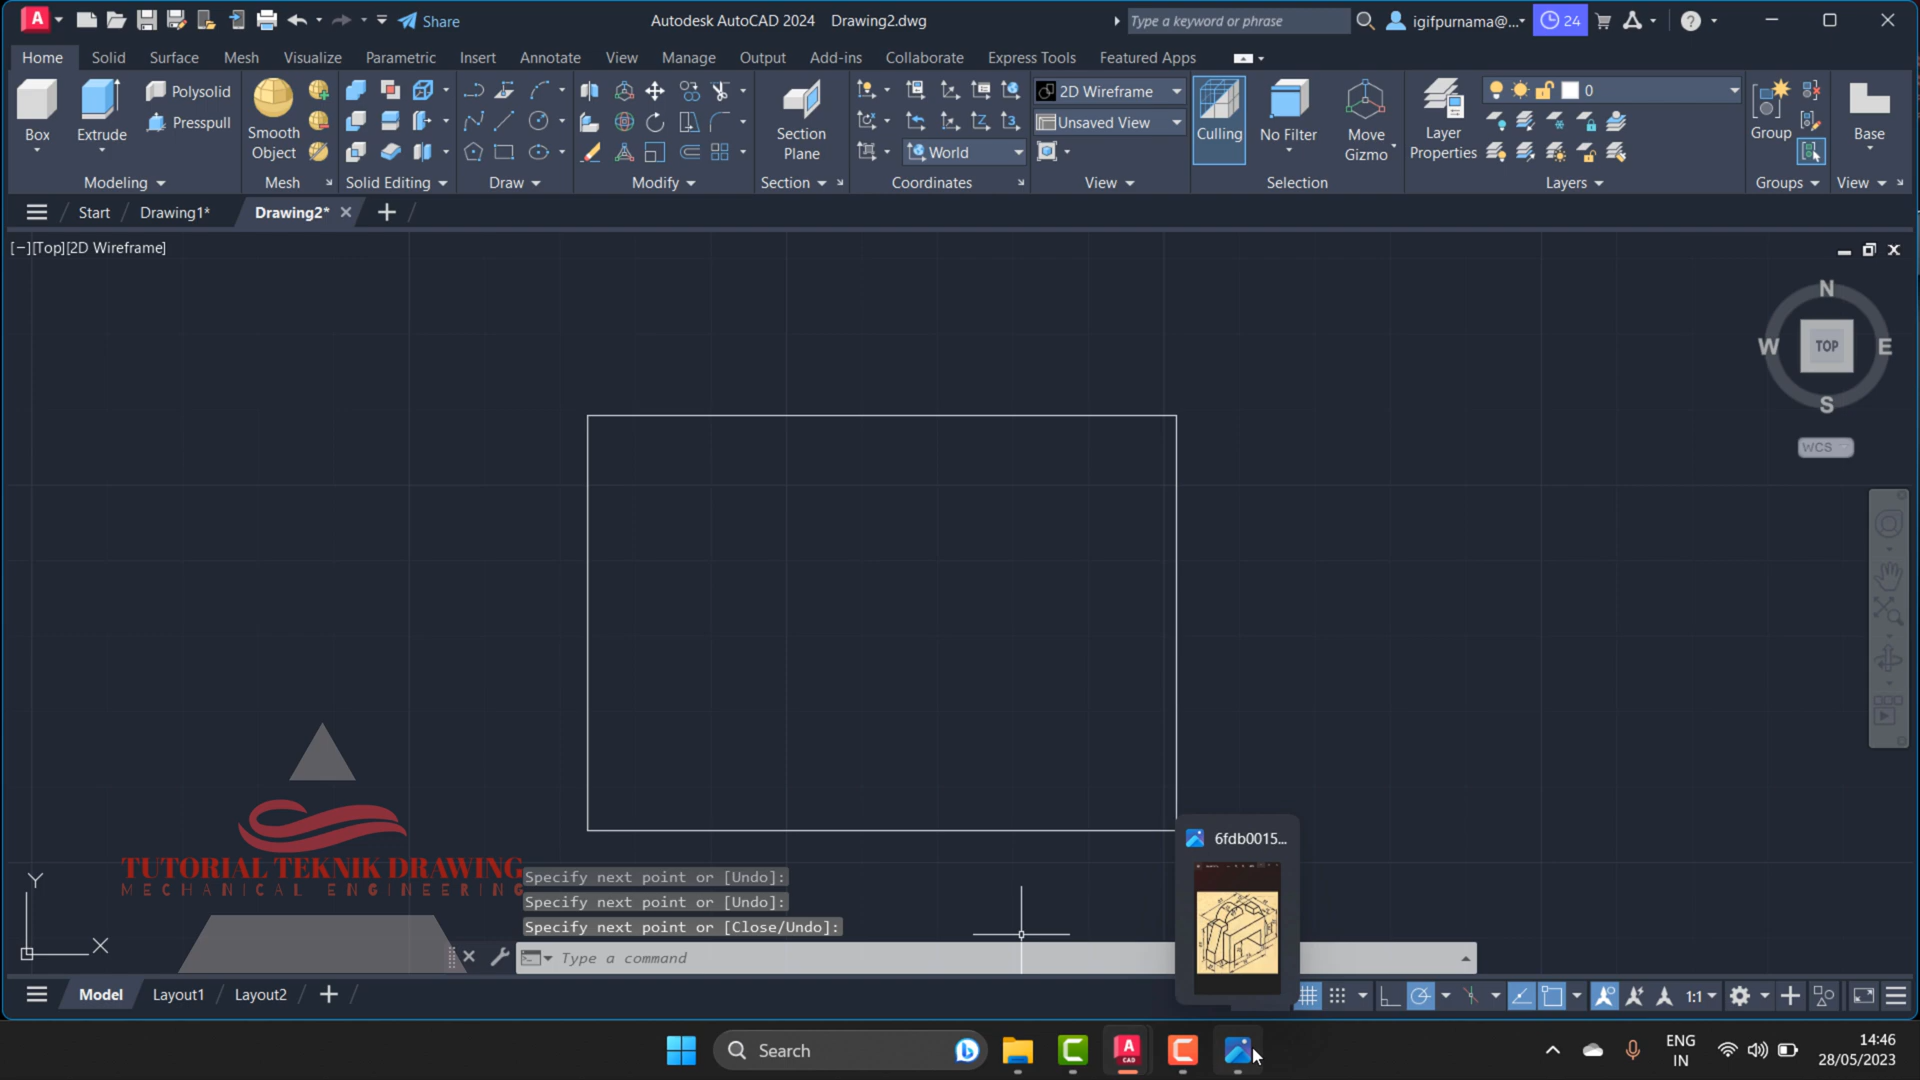 Share
Autodesk AutoCAD 2024 Drawing2.dwg
Type a keyword or phrase
igifpurnama@...
24
Home Solid Surface Mesh Visualize Parametric Insert Annotate View Manage Output Add-ins Collaborate Express Tools Featured Apps
Box
Extrude
Polysolid
Presspull
Modeling
Smooth
Object
Mesh
Solid Editing
Draw
Modify
Section
Plane
Section
World
Coordinates
2D Wireframe
Unsaved View
View
Culling
No Filter
Move
Gizmo
Selection
Layer
Properties
0
Layers
Group
Groups
Base
View
Start Drawing1* Drawing2*
[−][Top][2D Wireframe]
N
W TOP E
S
WCS
TUTORIAL TEKNIK DRAWING
MECHANICAL ENGINEERING
Y
X
6fdb0015...
Specify next point or [Undo]:
Specify next point or [Undo]:
Specify next point or [Close/Undo]:
Type a command
Model Layout1 Layout2
1:1
Search
ENG
IN
14:46
28/05/2023